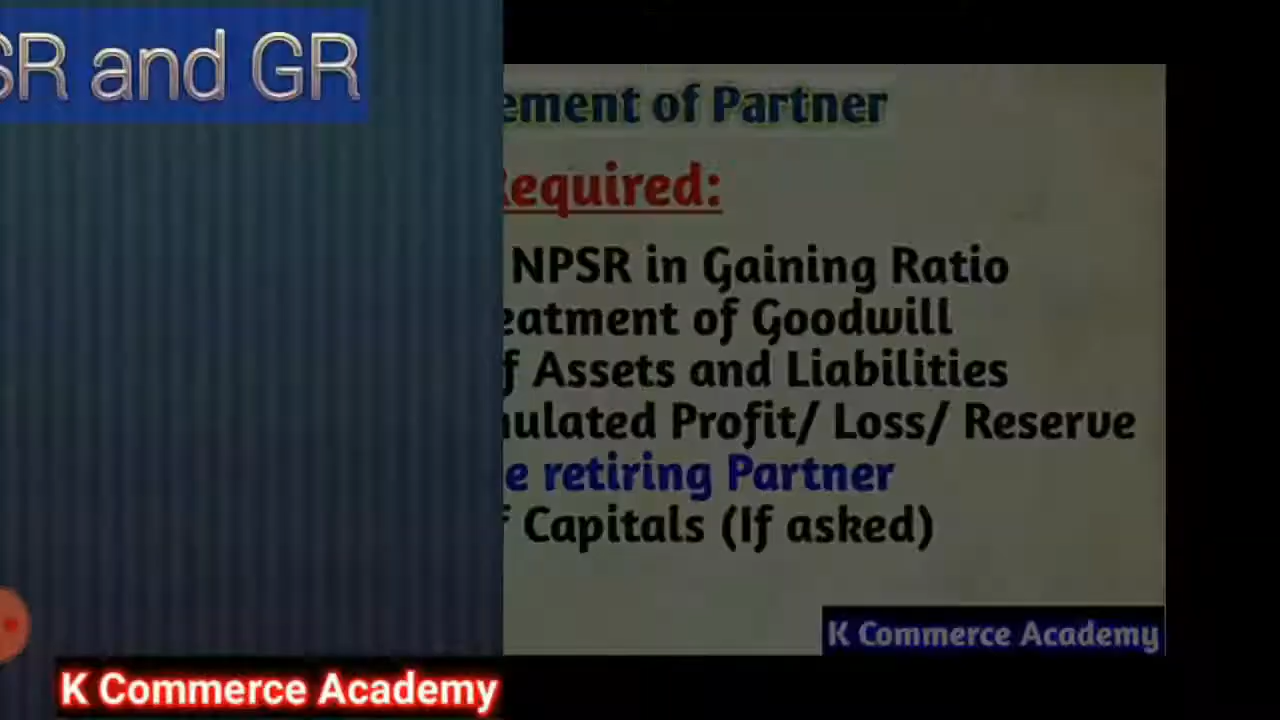 SR and GR
ement of Partner
Required:
NPSR in Gaining Ratio
eatment of Goodwill
f Assets and Liabilities
ulated Profit/ Loss/ Reserve
e retiring Partner
Capitals (If asked)
K Commerce Academy
K Commerce Academy